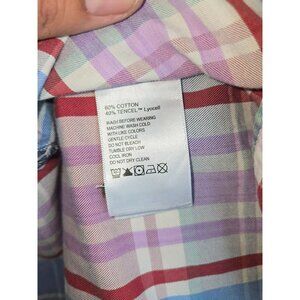 60% COTTON
40% TENCEL™ Lyocell
WASH BEFORE WEARING
MACHINE WASH COLD
WITH LIKE COLORS
GENTLE CYCLE
DO NOT BLEACH
TUMBLE DRY LOW
COOL IRON
DO NOT DRY CLEAN